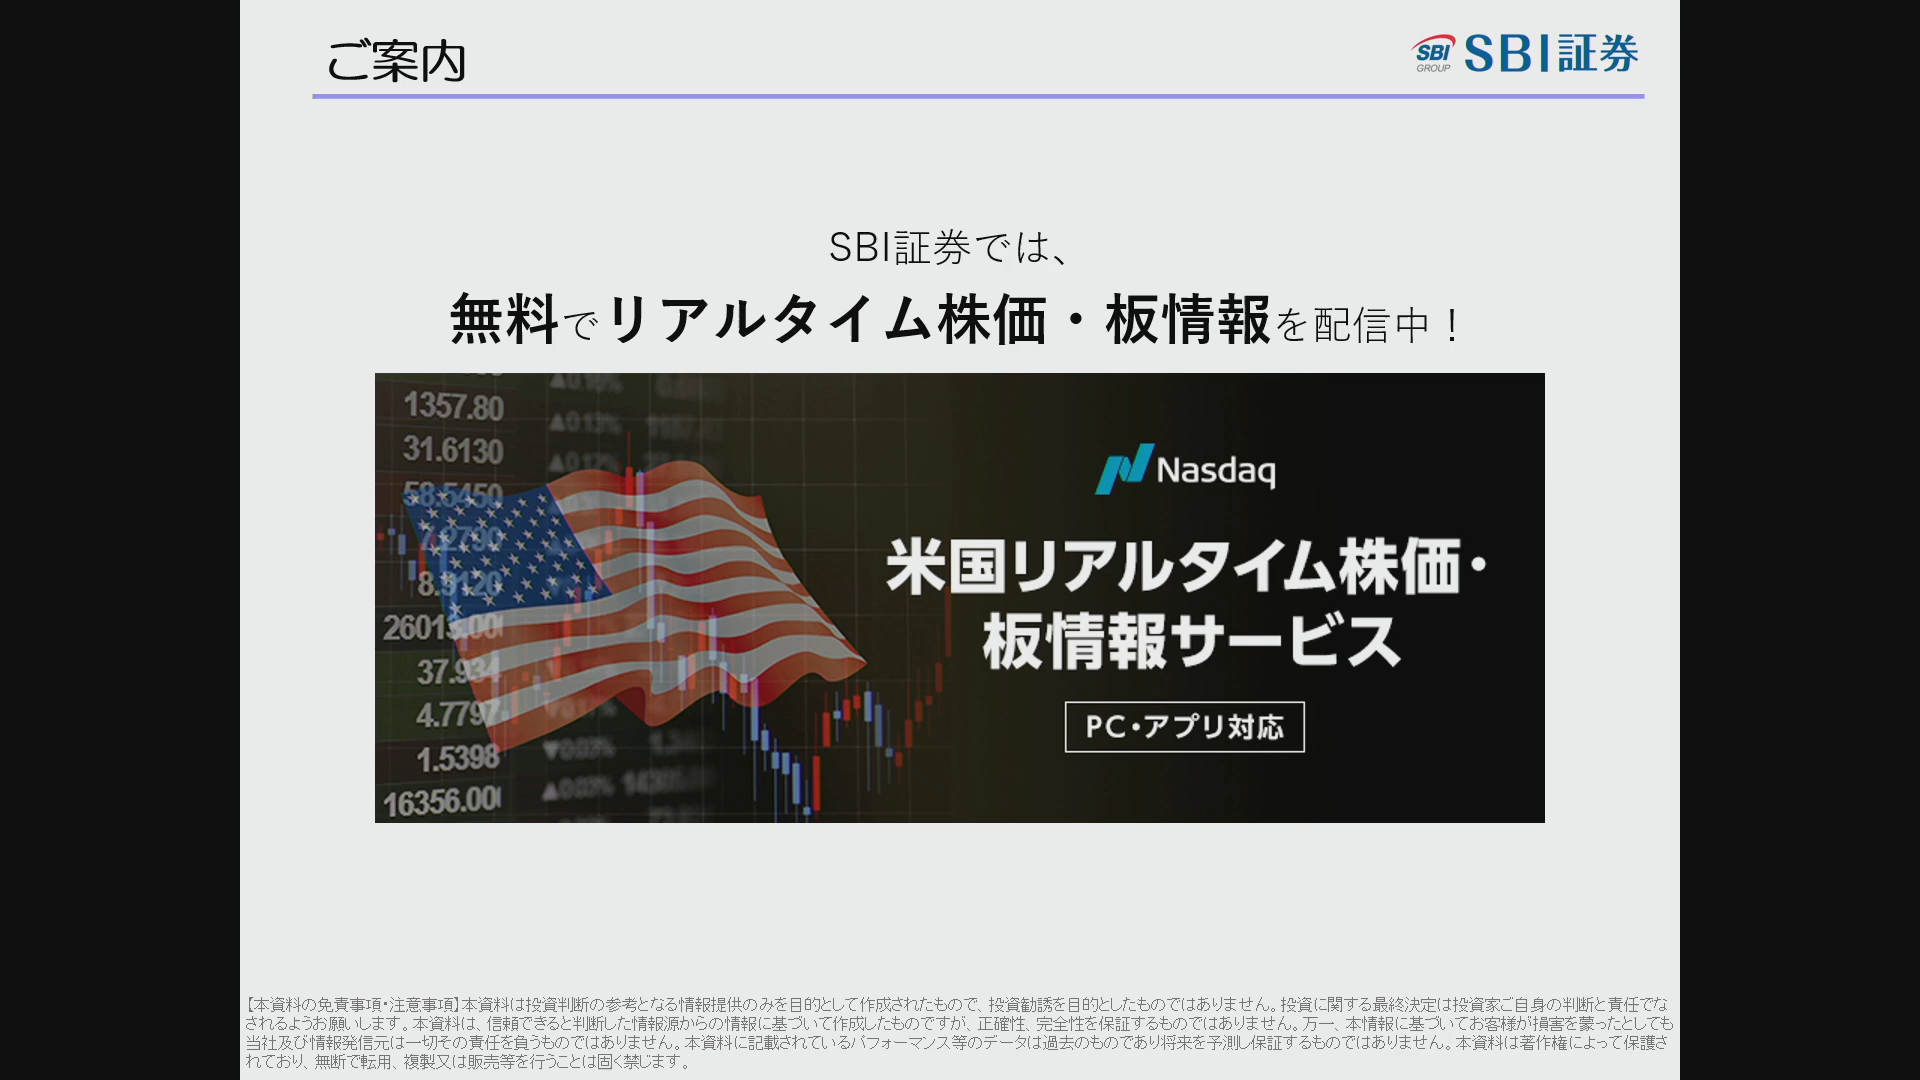 ご案内
SBI GROUP SBI証券
SBI証券では、
無料でリアルタイム株価・板情報を配信中！
1357.80
31.6130
58.5450
7.2790
8.9120
26015.00
37.934
4.7797
1.5398
16356.00
Nasdaq
米国リアルタイム株価・
板情報サービス
PC・アプリ対応
【本資料の免責事項・注意事項】本資料は投資判断の参考となる情報提供のみを目的として作成されたもので、投資勧誘を目的としたものではありません。投資に関する最終決定は投資家ご自身の判断と責任でな
されるようお願いします。本資料は、信頼できると判断した情報源からの情報に基づいて作成したものですが、正確性、完全性を保証するものではありません。万一、本情報に基づいてお客様が損害を蒙ったとしても
当社及び情報発信元は一切その責任を負うものではありません。本資料に記載されているパフォーマンス等のデータは過去のものであり将来を予測し保証するものではありません。本資料は著作権によって保護さ
れており、無断で転用、複製又は販売等を行うことは固く禁じます。